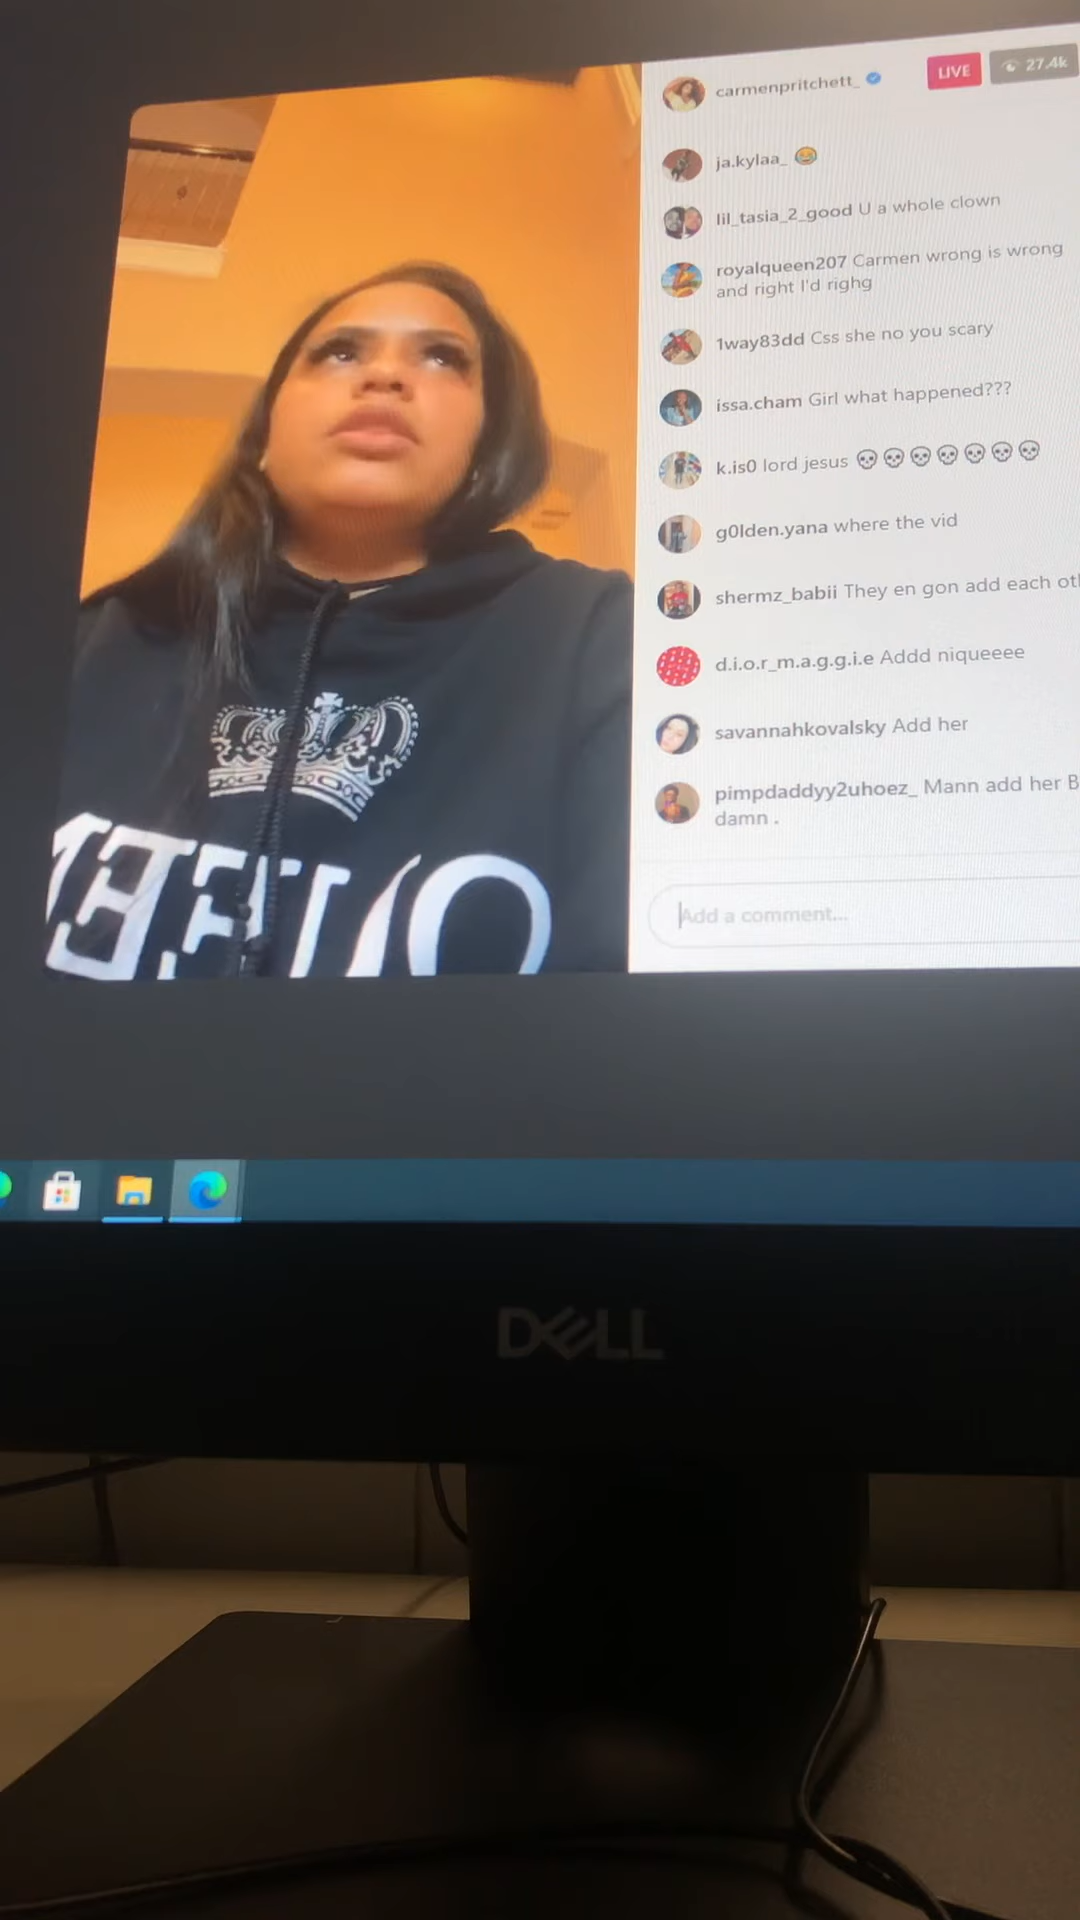 carmenpritchett_
LIVE
27.4k
ja.kylaa_ 😂
lil_tasia_2_good U a whole clown
royalqueen207 Carmen wrong is wrong
and right I'd righg
1way83dd Css she no you scary
issa.cham Girl what happened???
k.is0 lord jesus 💀💀💀💀💀💀💀
g0lden.yana where the vid
shermz_babii They en gon add each
d.i.o.r_m.a.g.g.i.e Addd niqueeee
savannahkovalsky Add her
pimpdaddyy2uhoez_ Mann add her
damn .
Add a comment...
DELL